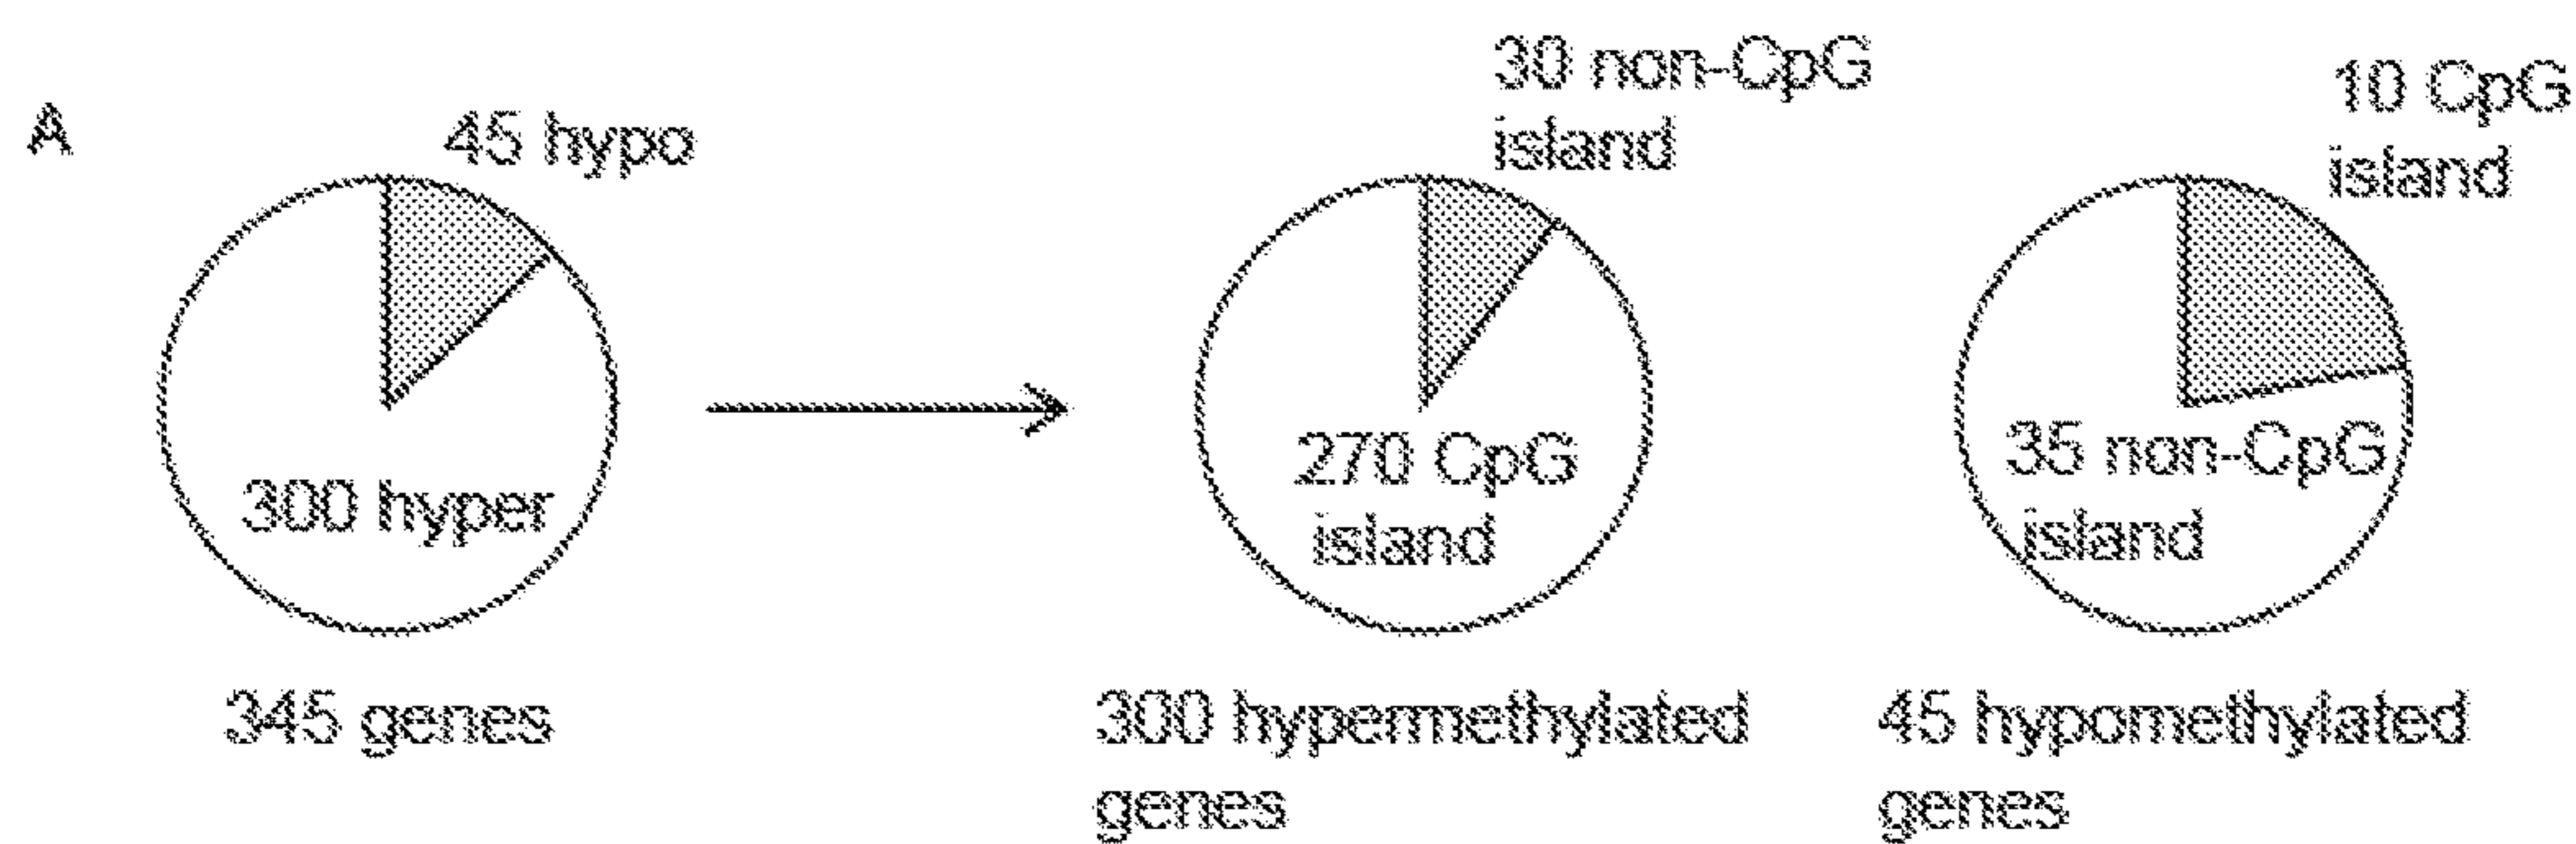 A
45 hypo
300 hyper
345 genes
30 non-CpG
island
270 CpG
island
300 hypermethylated
genes
10 CpG
island
35 non-CpG
island
45 hypomethylated
genes